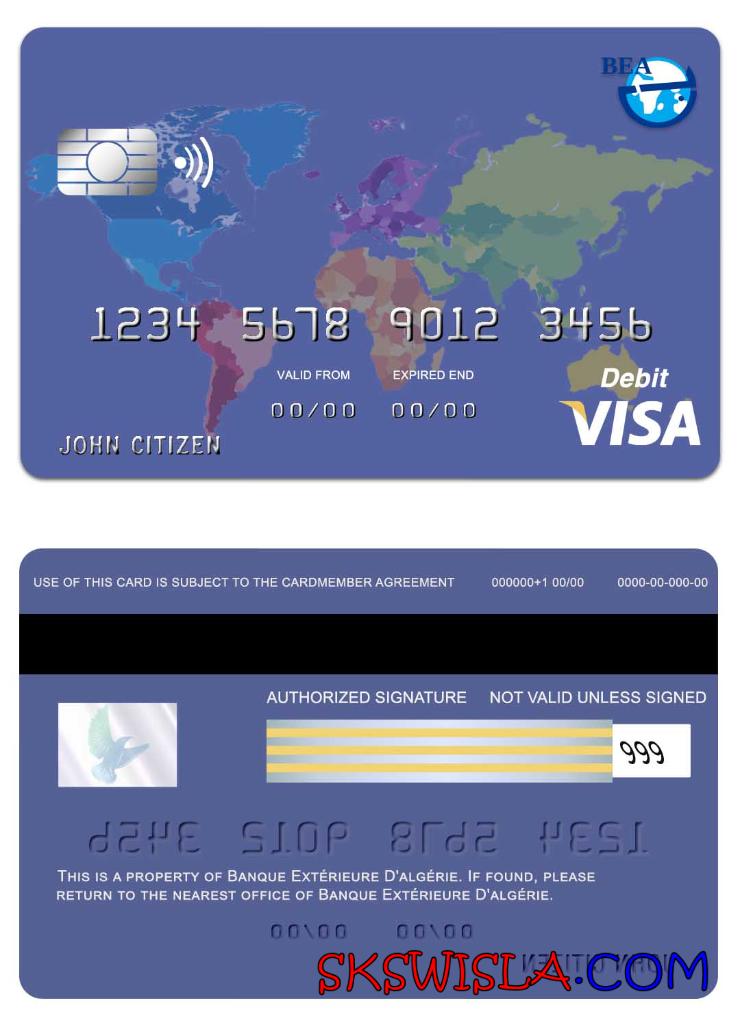 BEA
1234 5678 9012 3456
VALID FROM EXPIRED END
00/00 00/00
Debit
VISA
JOHN CITIZEN
USE OF THIS CARD IS SUBJECT TO THE CARDMEMBER AGREEMENT 000000+1 00/00 0000-00-000-00
AUTHORIZED SIGNATURE NOT VALID UNLESS SIGNED
999
1234 5678 9012 3456
THIS IS A PROPERTY OF BANQUE EXTÉRIEURE D'ALGÉRIE. IF FOUND, PLEASE
RETURN TO THE NEAREST OFFICE OF BANQUE EXTÉRIEURE D'ALGÉRIE.
00/00 00/00
JOHN CITIZEN
SKSWISLA.COM